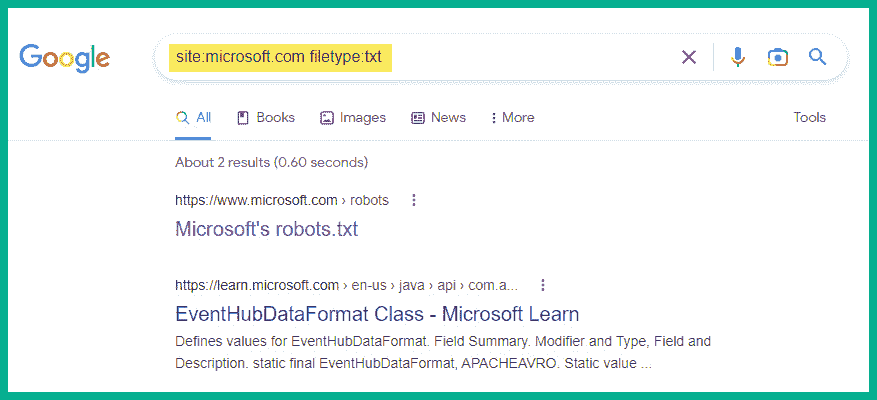 Google
site:microsoft.com filetype:txt
All Books Images News More Tools
About 2 results (0.60 seconds)
https://www.microsoft.com › robots
Microsoft's robots.txt
https://learn.microsoft.com › en-us › java › api › com.a...
EventHubDataFormat Class - Microsoft Learn
Defines values for EventHubDataFormat. Field Summary. Modifier and Type, Field and
Description. static final EventHubDataFormat, APACHEAVRO. Static value ...